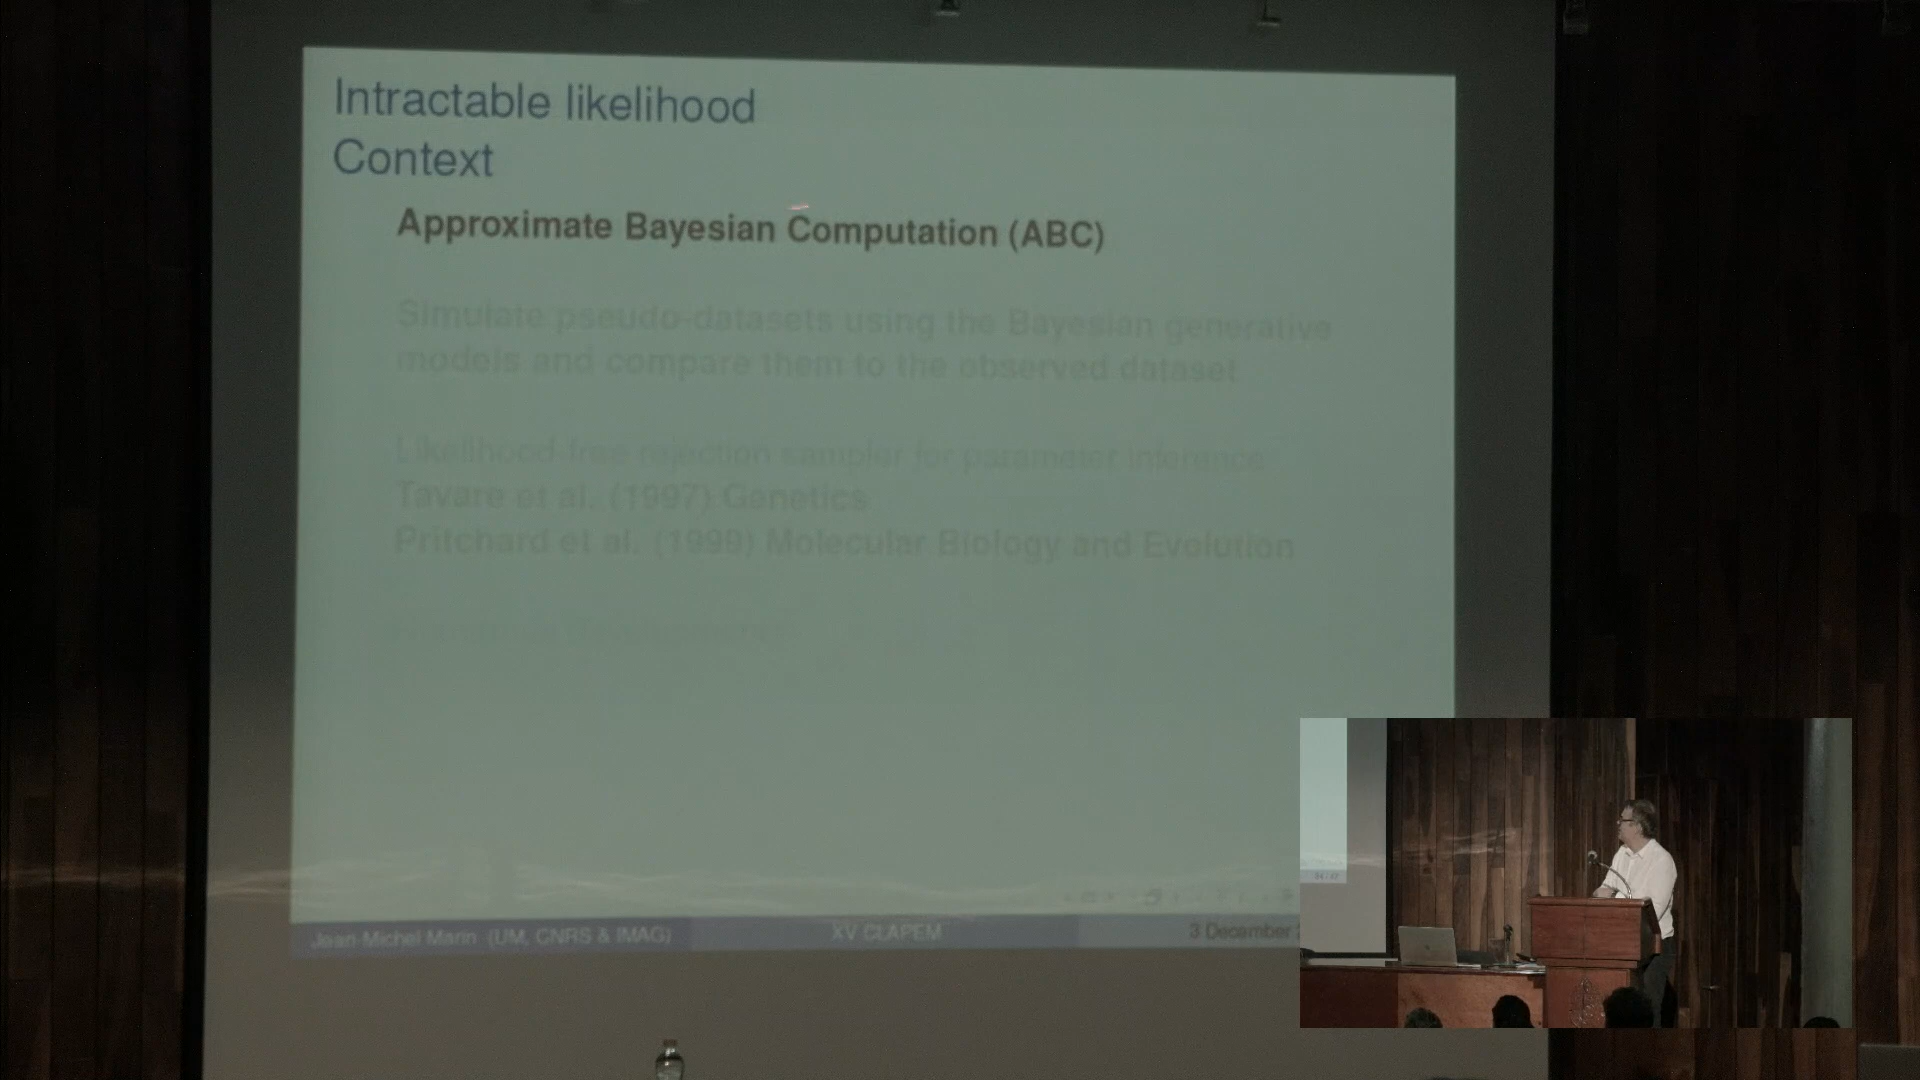 Intractable likelihood
Context
Approximate Bayesian Computation (ABC)
Simulate pseudo-datasets using the Bayesian generative
models and compare them to the observed dataset
Likelihood-free rejection sampler for parameter inference
Tavare et al. (1997) Genetics
Pritchard et al. (1999) Molecular Biology and Evolution
Jean-Michel Marin (UM, CNRS & IMAG)
XV CLAPEM
3 December